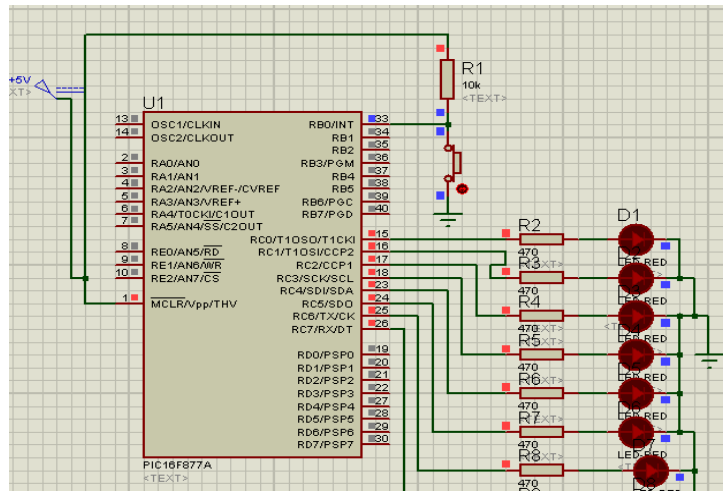 +5V
R1
10k
<TEXT>
U1
13 OSC1/CLKIN RB0/INT 33
14 OSC2/CLKOUT RB1 34
RB2 35
2 RA0/AN0 RB3/PGM 36
3 RA1/AN1 RB4 37
4 RA2/AN2/VREF-/CVREF RB5 38
5 RA3/AN3/VREF+ RB6/PGC 39
6 RA4/T0CKI/C1OUT RB7/PGD 40
7 RA5/AN4/SS/C2OUT
RC0/T1OSO/T1CKI 15
8 RE0/AN5/RD RC1/T1OSI/CCP2 16
9 RE1/AN6/WR RC2/CCP1 17
10 RE2/AN7/CS RC3/SCK/SCL 18
RC4/SDI/SDA 23
1 MCLR/Vpp/THV RC5/SDO 24
RC6/TX/CK 25
RC7/RX/DT 26
RD0/PSP0 19
RD1/PSP1 20
RD2/PSP2 21
RD3/PSP3 22
RD4/PSP4 27
RD5/PSP5 28
RD6/PSP6 29
RD7/PSP7 30
PIC16F877A
<TEXT>
R2 D1
470
R3
470
R4
470
R5 LED-RED
470
R6 LED-RED
470
R7 LED-RED
470
R8 LED-RED
470